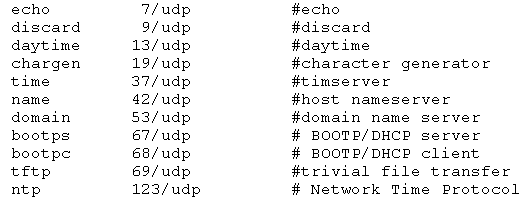 echo 7/udp #echo
discard 9/udp #discard
daytime 13/udp #daytime
chargen 19/udp #character generator
time 37/udp #timserver
name 42/udp #host nameserver
domain 53/udp #domain name server
bootps 67/udp # BOOTP/DHCP server
bootpc 68/udp # BOOTP/DHCP client
tftp 69/udp #trivial file transfer
ntp 123/udp # Network Time Protocol